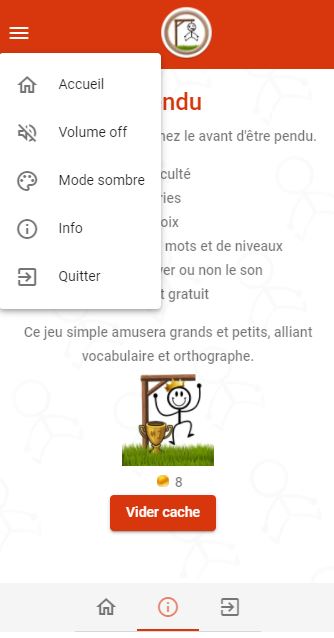 Accueil
Volume off
Mode sombre
Info
Quitter
ndu
nez le avant d'être pendu.
culté
ries
oix
mots et de niveaux
ver ou non le son
t gratuit
Ce jeu simple amusera grands et petits, alliant
vocabulaire et orthographe.
8
Vider cache